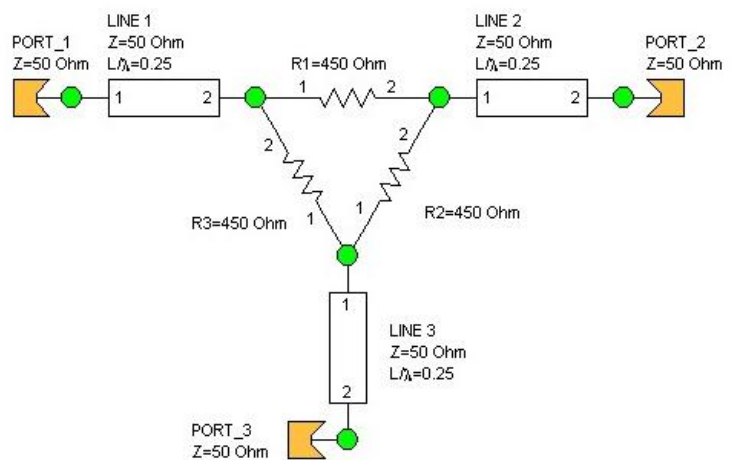 LINE 1
Z=50 Ohm
L/λ=0.25
LINE 2
Z=50 Ohm
L/λ=0.25
PORT_1
Z=50 Ohm
PORT_2
Z=50 Ohm
R1=450 Ohm
1 2
1 2
1 2
2
2
R3=450 Ohm
1
1
R2=450 Ohm
1
2
LINE 3
Z=50 Ohm
L/λ=0.25
PORT_3
Z=50 Ohm